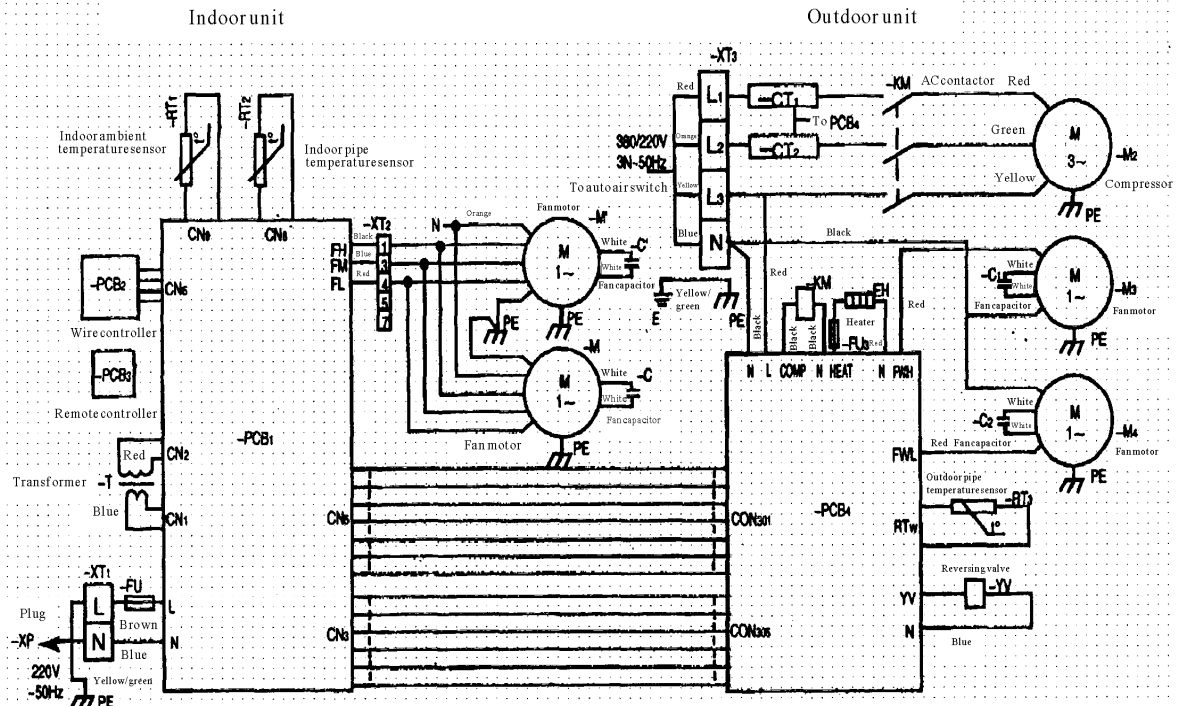 Indoor unit
Outdoor unit
-XT3
-RT1
-RT2
Red
L1
-CT1
-KM
AC contactor
Red
Indoor ambient
temperature sensor
Indoor pipe
temperature sensor
Orange
L2
To PCB4
-CT2
Green
M
3~
-M2
Compressor
380/220V
3N~50Hz
To auto air switch
Yellow
L3
Yellow
PE
Blue
N
Black
CN9
CN8
-XT2
N
Orange
Fan motor
-M'
FH
Black
1
FM
Blue
3
FL
Red
4
5
7
M
1~
White
-C'
White
Fan capacitor
PE
PE
-PCB2
CN6
Wire controller
-PCB3
Remote controller
E
Yellow/
green
PE
Red
Black
-KM
Black
Black
-EH
Heater
-FU3
Red
Red
White
-C1
White
Fan capacitor
M
1~
-M3
Fan motor
PE
N
L
COMP
N
HEAT
N
FWH
M
1~
-M
White
-C
White
Fan capacitor
Fan motor
PE
-PCB1
White
-C2
White
Red
Fan capacitor
M
1~
-M4
Fan motor
PE
FWL
Red
CN2
Transformer
-T
Blue
CN1
CN5
CON301
-PCB4
Outdoor pipe
temperature sensor
-RT3
t°
RTW
-XT1
-FU
L
L
Plug
Brown
-XP
N
N
Blue
220V
~50Hz
Yellow/green
PE
CN3
CON305
Reversing valve
YV
-YV
N
Blue